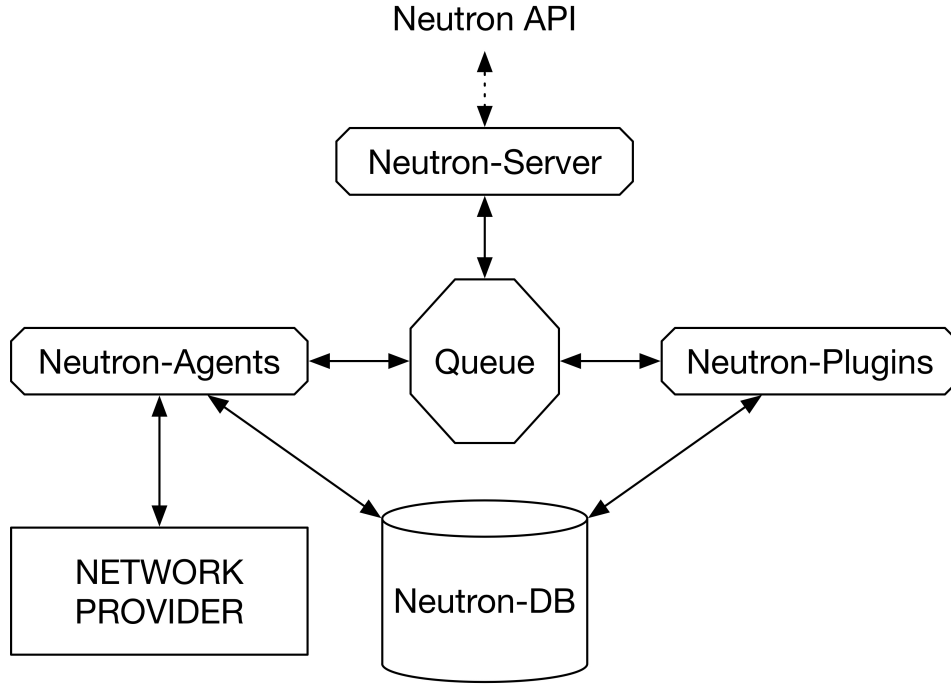 Neutron API
Neutron-Server
Neutron-Agents
Queue
Neutron-Plugins
NETWORK
PROVIDER
Neutron-DB